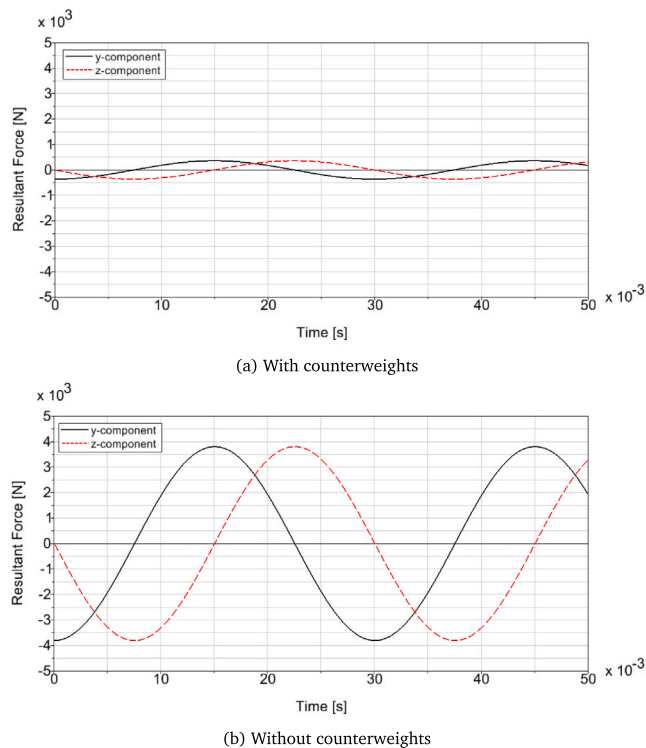 x 10³
5
4
3
2
1
0
-1
-2
-3
-4
-5
Resultant Force [N]
y-component
z-component
0 10 20 30 40 50
x 10⁻³
Time [s]
(a) With counterweights
x 10³
5
4
3
2
1
0
-1
-2
-3
-4
-5
Resultant Force [N]
y-component
z-component
0 10 20 30 40 50
x 10⁻³
Time [s]
(b) Without counterweights